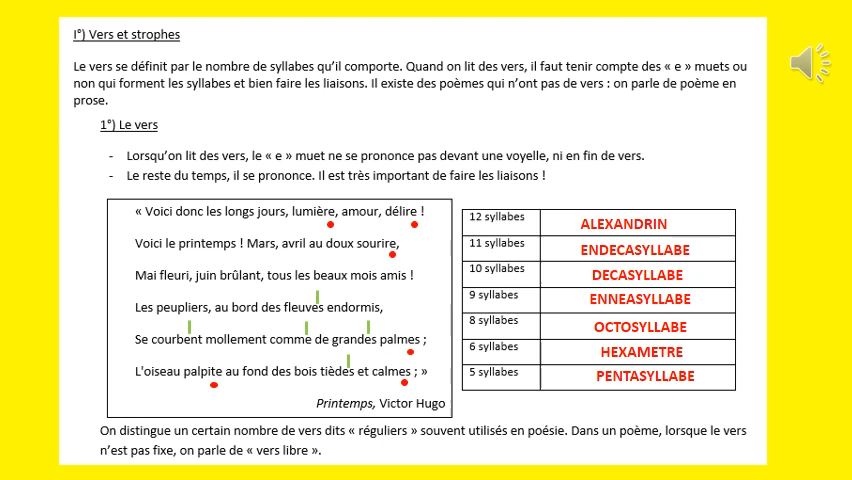 I°) Vers et strophes
Le vers se définit par le nombre de syllabes qu'il comporte. Quand on lit des vers, il faut tenir compte des « e » muets ou
non qui forment les syllabes et bien faire les liaisons. Il existe des poèmes qui n'ont pas de vers : on parle de poème en
prose.
1°) Le vers
- Lorsqu'on lit des vers, le « e » muet ne se prononce pas devant une voyelle, ni en fin de vers.
- Le reste du temps, il se prononce. Il est très important de faire les liaisons !
« Voici donc les longs jours, lumière, amour, délire !
Voici le printemps ! Mars, avril au doux sourire,
Mai fleuri, juin brûlant, tous les beaux mois amis !
Les peupliers, au bord des fleuves endormis,
Se courbent mollement comme de grandes palmes ;
L'oiseau palpite au fond des bois tièdes et calmes ; »
Printemps, Victor Hugo
12 syllabes ALEXANDRIN
11 syllabes ENDECASYLLABE
10 syllabes DECASYLLABE
9 syllabes ENNEASYLLABE
8 syllabes OCTOSYLLABE
6 syllabes HEXAMETRE
5 syllabes PENTASYLLABE
On distingue un certain nombre de vers dits « réguliers » souvent utilisés en poésie. Dans un poème, lorsque le vers
n'est pas fixe, on parle de « vers libre ».